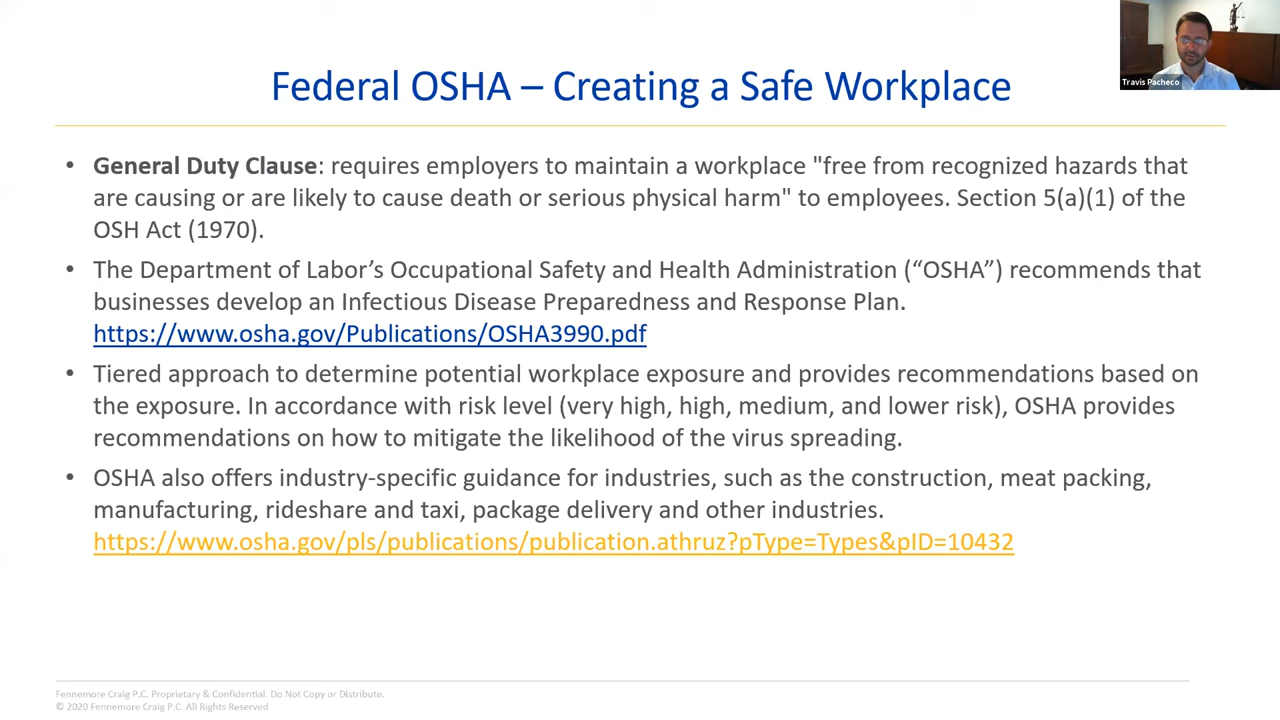 Federal OSHA – Creating a Safe Workplace
Travis Pacheco
• General Duty Clause: requires employers to maintain a workplace "free from recognized hazards that
are causing or are likely to cause death or serious physical harm" to employees. Section 5(a)(1) of the
OSH Act (1970).
• The Department of Labor’s Occupational Safety and Health Administration (“OSHA”) recommends that
businesses develop an Infectious Disease Preparedness and Response Plan.
https://www.osha.gov/Publications/OSHA3990.pdf
• Tiered approach to determine potential workplace exposure and provides recommendations based on
the exposure. In accordance with risk level (very high, high, medium, and lower risk), OSHA provides
recommendations on how to mitigate the likelihood of the virus spreading.
• OSHA also offers industry-specific guidance for industries, such as the construction, meat packing,
manufacturing, rideshare and taxi, package delivery and other industries.
https://www.osha.gov/pls/publications/publication.athruz?pType=Types&pID=10432
Fennemore Craig P.C. Proprietary & Confidential. Do Not Copy or Distribute.
© 2020 Fennemore Craig P.C. All Rights Reserved